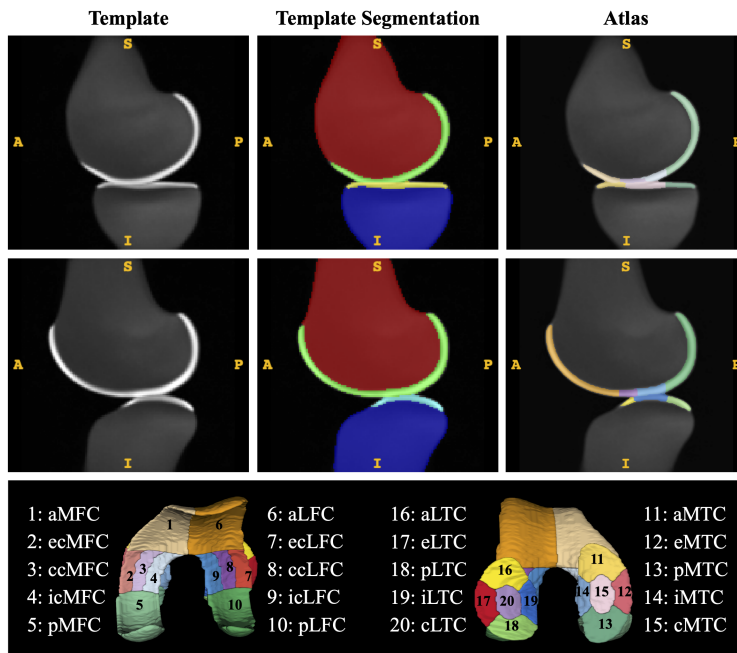 Template
Template Segmentation
Atlas
S
S
S
A
P
A
P
A
I
I
I
S
S
S
A
P
A
P
A
I
I
I
1: aMFC
2: ecMFC
3: ccMFC
4: icMFC
5: pMFC
1
6
2
3
4
9
8
7
5
10
6: aLFC
7: ecLFC
8: ccLFC
9: icLFC
10: pLFC
16: aLTC
17: eLTC
18: pLTC
19: iLTC
20: cLTC
16
11
17
20
19
14
15
12
18
13
11: aMTC
12: eMTC
13: pMTC
14: iMTC
15: cMTC